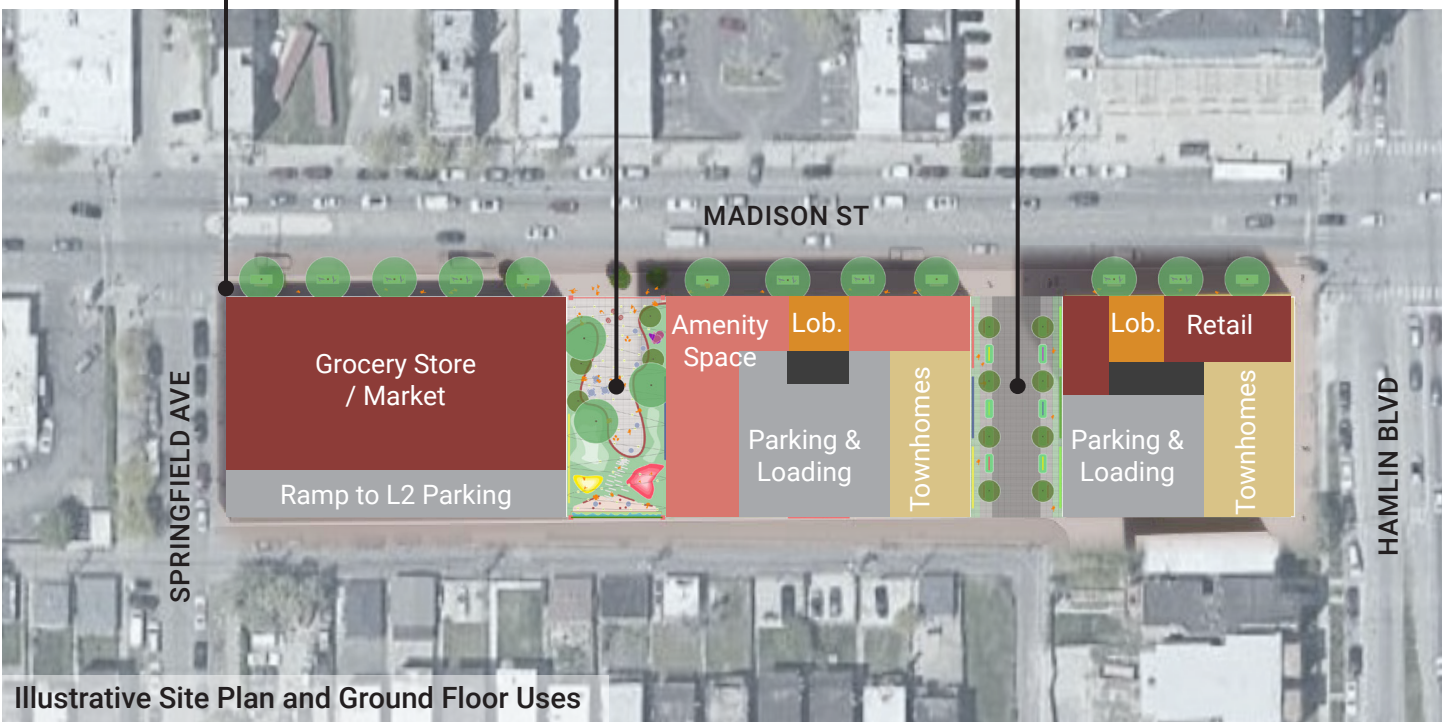 MADISON ST
SPRINGFIELD AVE
Grocery Store
/ Market
Ramp to L2 Parking
Amenity
Space
Lob.
Parking &
Loading
Townhomes
Lob.
Retail
Parking &
Loading
Townhomes
HAMLIN BLVD
Illustrative Site Plan and Ground Floor Uses